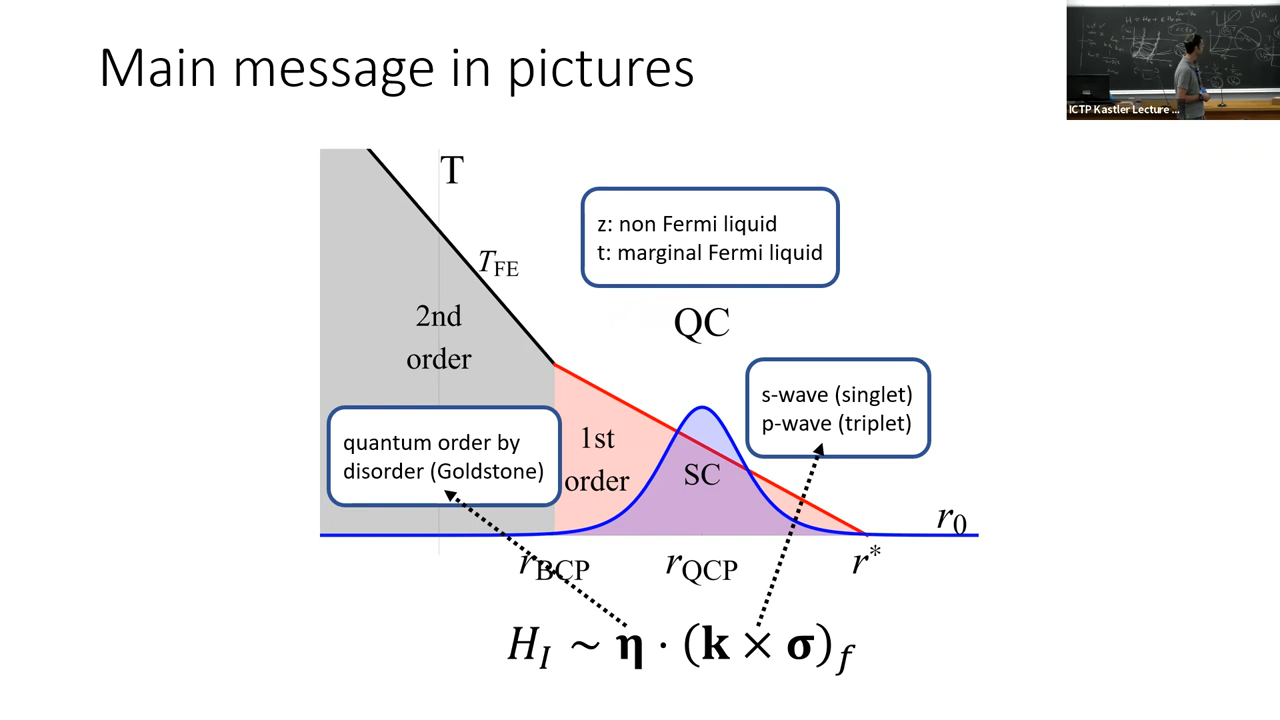 Main message in pictures
ICTP Kastler Lecture ...
T
z: non Fermi liquid
t: marginal Fermi liquid
T_FE
2nd
order
QC
s-wave (singlet)
p-wave (triplet)
quantum order by
disorder (Goldstone)
1st
order
SC
r_0
r_BCP
r_QCP
r*
H_I ~ η · (k × σ)_f